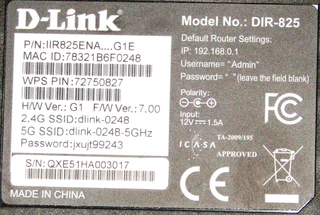 D-Link
Model No.: DIR-825
P/N:IIR825ENA....G1E
MAC ID:78321B6F0248
WPS PIN:72750827
H/W Ver.: G1 F/W Ver.: 7.00
2.4G SSID:dlink-0248
5G SSID:dlink-0248-5GHz
Password:jxujt99243
S/N: QXE51HA003017
MADE IN CHINA
Default Router Settings:
IP: 192.168.0.1
Username= "Admin"
Password= " " (leave the field blank)
Polarity:
Input:
12V 1.5A
FC
TA-2009/195
ICASA
APPROVED
CE